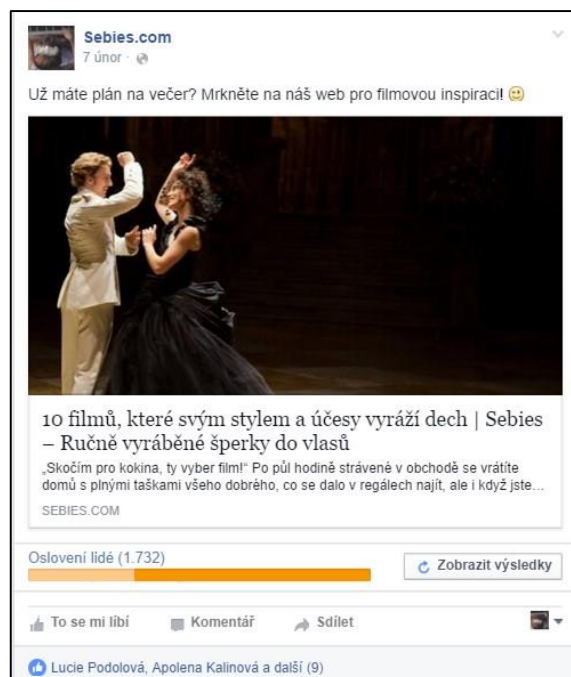 Sebies.com
7 únor
Už máte plán na večer? Mrkněte na náš web pro filmovou inspiraci!
10 filmů, které svým stylem a účesy vyráží dech | Sebies
– Ručně vyráběné šperky do vlasů
„Skočím pro kokina, ty vyber film!“ Po půl hodině strávené v obchodě se vrátíte
domů s plnými taškami všeho dobrého, co se dalo v regálech najít, ale i když jste...
SEBIES.COM
Oslovení lidé (1.732)
Zobrazit výsledky
To se mi líbí Komentář Sdílet
Lucie Podolová, Apolena Kalinová a další (9)